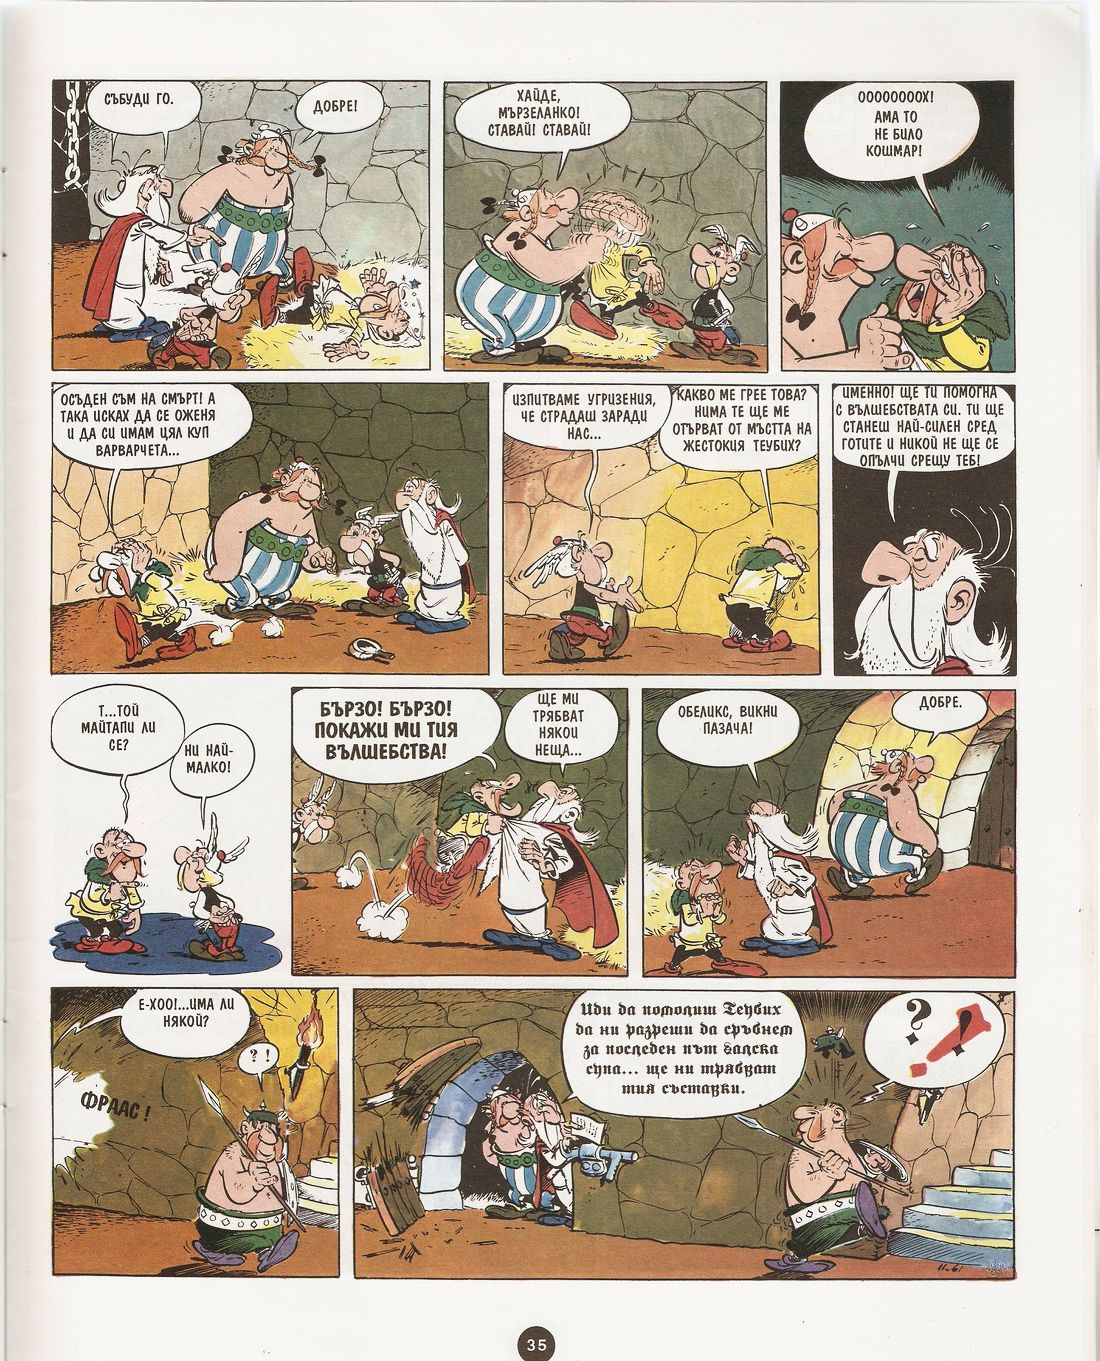 СЪБУДИ ГО.
ДОБРЕ!
ХАЙДЕ,
МЪРЗЕЛАНКО!
СТАВАЙ! СТАВАЙ!
ОООООООOХ!
АМА ТО
НЕ БИЛО
КОШМАР!
ОСЪДЕН СЪМ НА СМЪРТ! А
ТАКА ИСКАХ ДА СЕ ОЖЕНЯ
И ДА СИ ИМАМ ЦЯЛ КУП
ВАРВАРЧЕТА...
ИЗПИТВАМЕ УГРИЗЕНИЯ,
ЧЕ СТРАДАШ ЗАРАДИ
НАС...
КАКВО МЕ ГРЕЕ ТОВА?
НИМА ТЕ ЩЕ МЕ
ОТЪРВАТ ОТ МЪСТТА НА
ЖЕСТОКИЯ ТЕУБИХ?
ИМЕННО! ЩЕ ТИ ПОМОГНА
С ВЪЛШЕБСТВАТА СИ. ТИ ЩЕ
СТАНЕШ НАЙ-СИЛЕН СРЕД
ГОТИТЕ И НИКОЙ НЕ ЩЕ СЕ
ОПЪЛЧИ СРЕЩУ ТЕБ!
Т...ТОЙ
МАЙТАПИ ЛИ
СЕ?
НИ НАЙ-
МАЛКО!
БЪРЗО! БЪРЗО!
ПОКАЖИ МИ ТИЯ
ВЪЛШЕБСТВА!
ЩЕ МИ
ТРЯБВАТ
НЯКОИ
НЕЩА...
ОБЕЛИКС, ВИКНИ
ПАЗАЧА!
ДОБРЕ.
Е-ХОО!...ИМА ЛИ
НЯКОЙ?
? !
ФРААС!
Иди да помолиш Теубих
да ни разреши да сръбнем
за последен път галска
супа... ще ни трябват
тия съставки.
? !
11-61
35